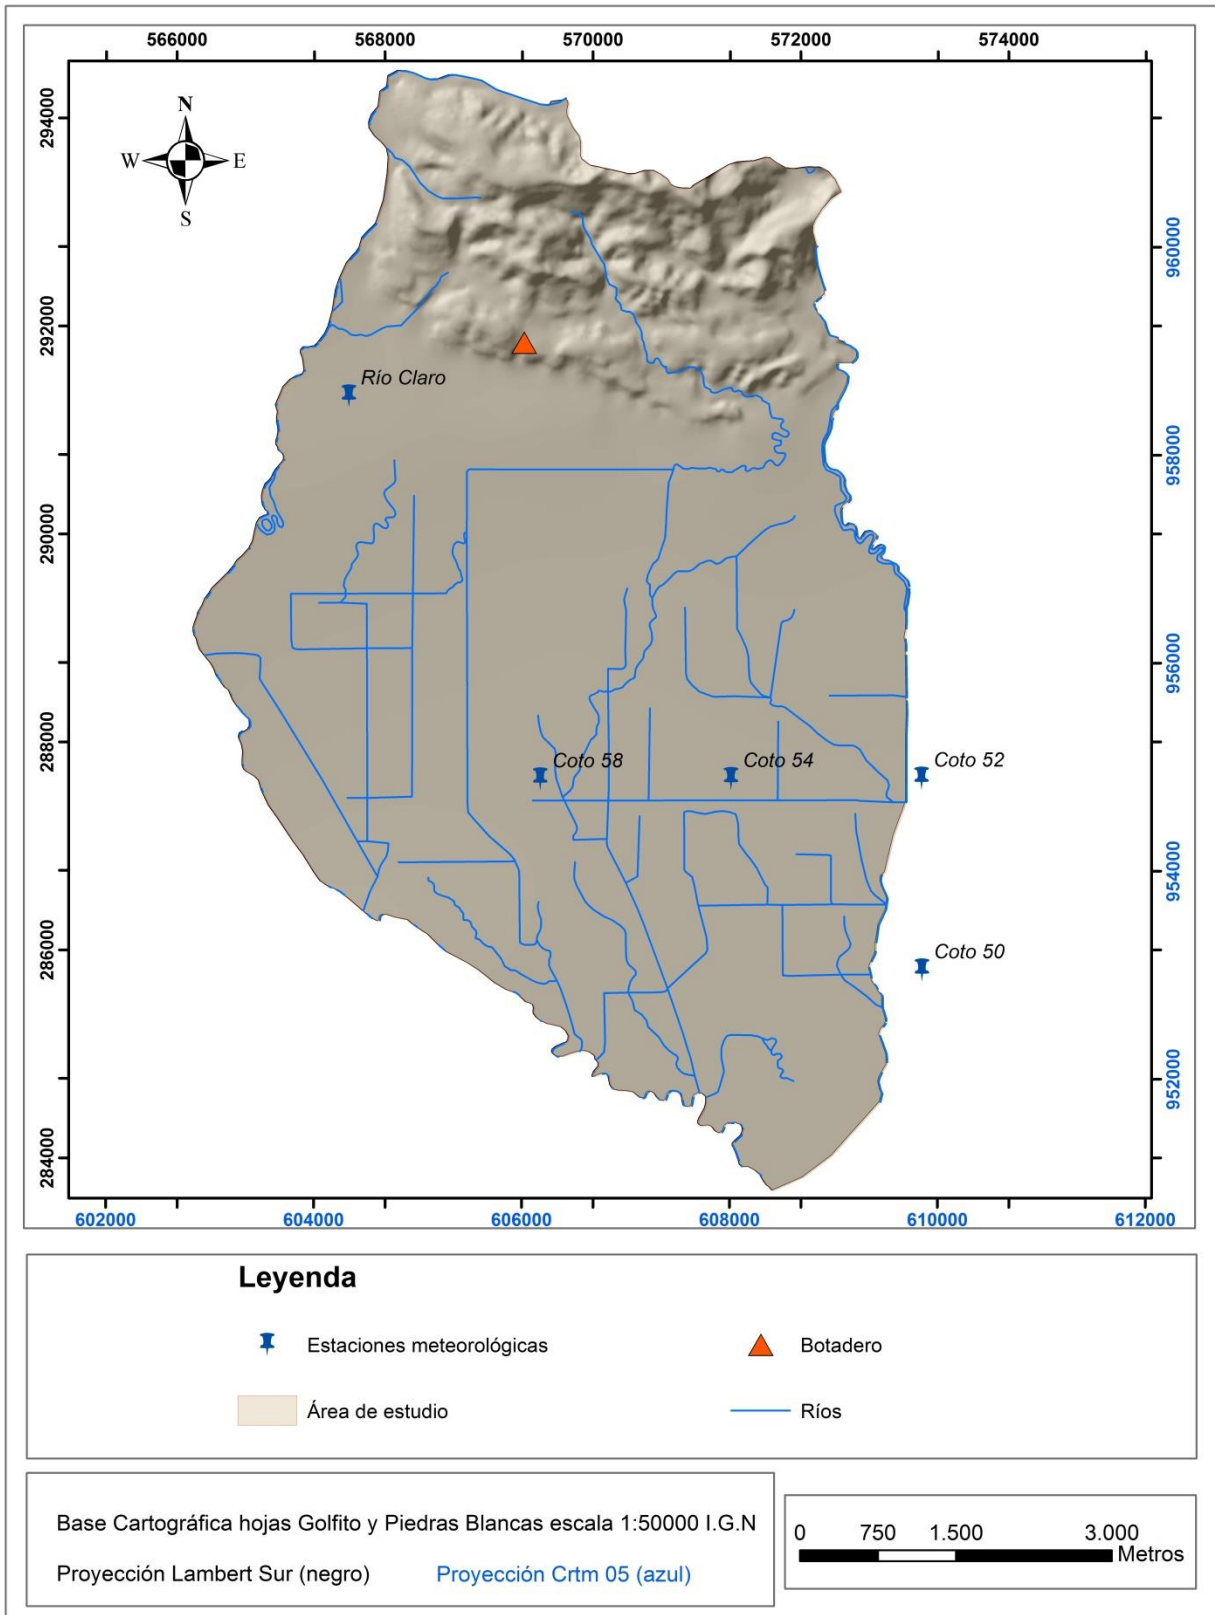 566000 568000 570000 572000 574000
294000
292000
290000
288000
286000
284000
960000
958000
956000
954000
952000
N
W E
S
Río Claro
Coto 58
Coto 54
Coto 52
Coto 50
602000 604000 606000 608000 610000 612000
Leyenda
Estaciones meteorológicas
Botadero
Área de estudio
Ríos
Base Cartográfica hojas Golfito y Piedras Blancas escala 1:50000 I.G.N
Proyección Lambert Sur (negro) Proyección Crtm 05 (azul)
0 750 1.500 3.000
Metros